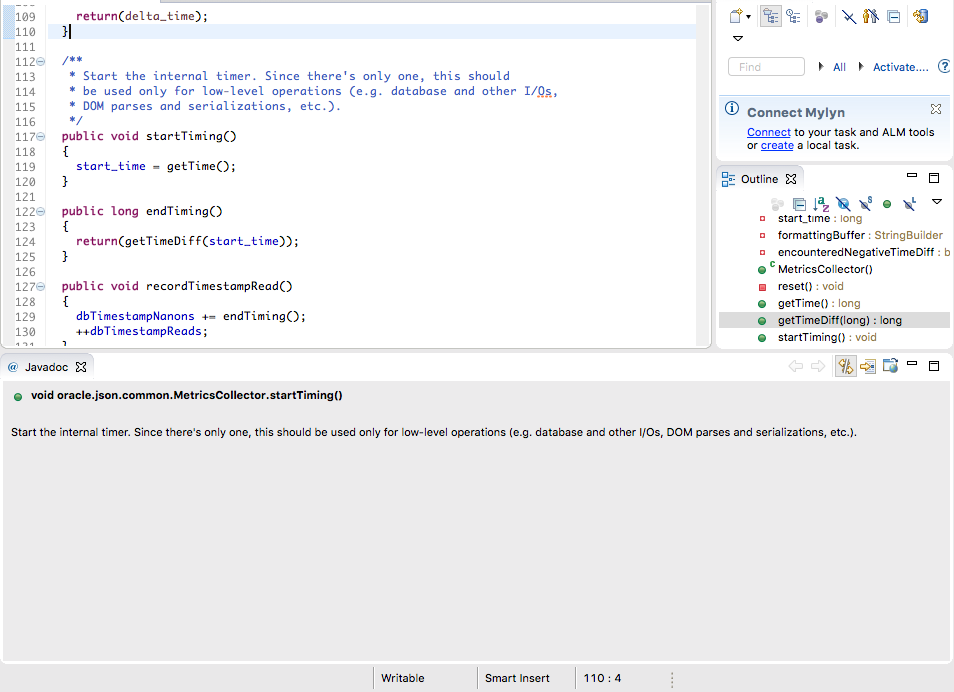 109     return(delta_time);
110   }
111
112   /**
113    * Start the internal timer. Since there's only one, this should
114    * be used only for low-level operations (e.g. database and other I/Os,
115    * DOM parses and serializations, etc.).
116    */
117   public void startTiming()
118   {
119     start_time = getTime();
120   }
121
122   public long endTiming()
123   {
124     return(getTimeDiff(start_time));
125   }
126
127   public void recordTimestampRead()
128   {
129     dbTimestampNanons += endTiming();
130     ++dbTimestampReads;
Find
All
Activate....
Connect Mylyn
Connect to your task and ALM tools
or create a local task.
Outline
start_time : long
formattingBuffer : StringBuilder
encounteredNegativeTimeDiff : b
MetricsCollector()
reset() : void
getTime() : long
getTimeDiff(long) : long
startTiming() : void
@ Javadoc
void oracle.json.common.MetricsCollector.startTiming()
Start the internal timer. Since there's only one, this should be used only for low-level operations (e.g. database and other I/Os, DOM parses and serializations, etc.).
Writable
Smart Insert
110 : 4